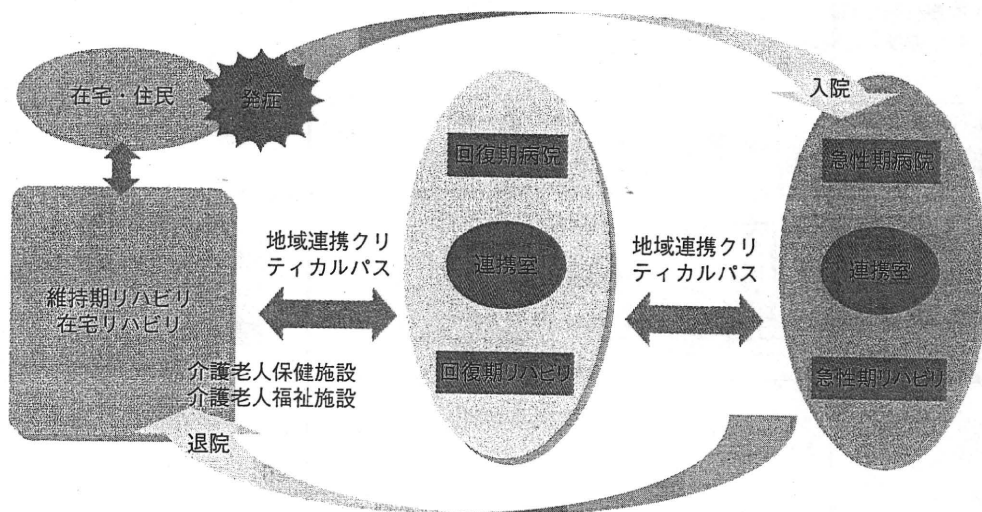 在宅・住民
発症
入院
回復期病院
急性期病院
地域連携クリ
ティカルパス
連携室
地域連携クリ
ティカルパス
連携室
維持期リハビリ
在宅リハビリ
介護老人保健施設
介護老人福祉施設
回復期リハビリ
急性期リハビリ
退院